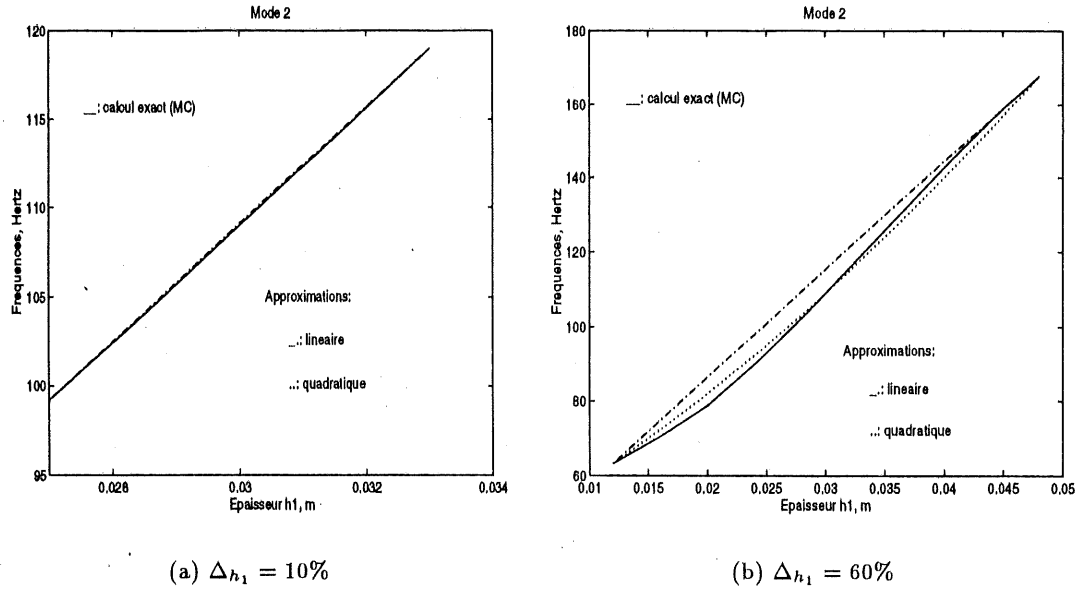 Mode 2
120
115
110
105
100
95
Frequences, Hertz
__: calcul exact (MC)
Approximations:
_.: lineaire
..: quadratique
0.028
0.03
0.032
0.034
Epaisseur h1, m
(a) Δh₁ = 10%
Mode 2
180
160
140
120
100
80
60
Frequences, Hertz
__: calcul exact (MC)
Approximations:
_.: lineaire
..: quadratique
0.01
0.015
0.02
0.025
0.03
0.035
0.04
0.045
0.05
Epaisseur h1, m
(b) Δh₁ = 60%